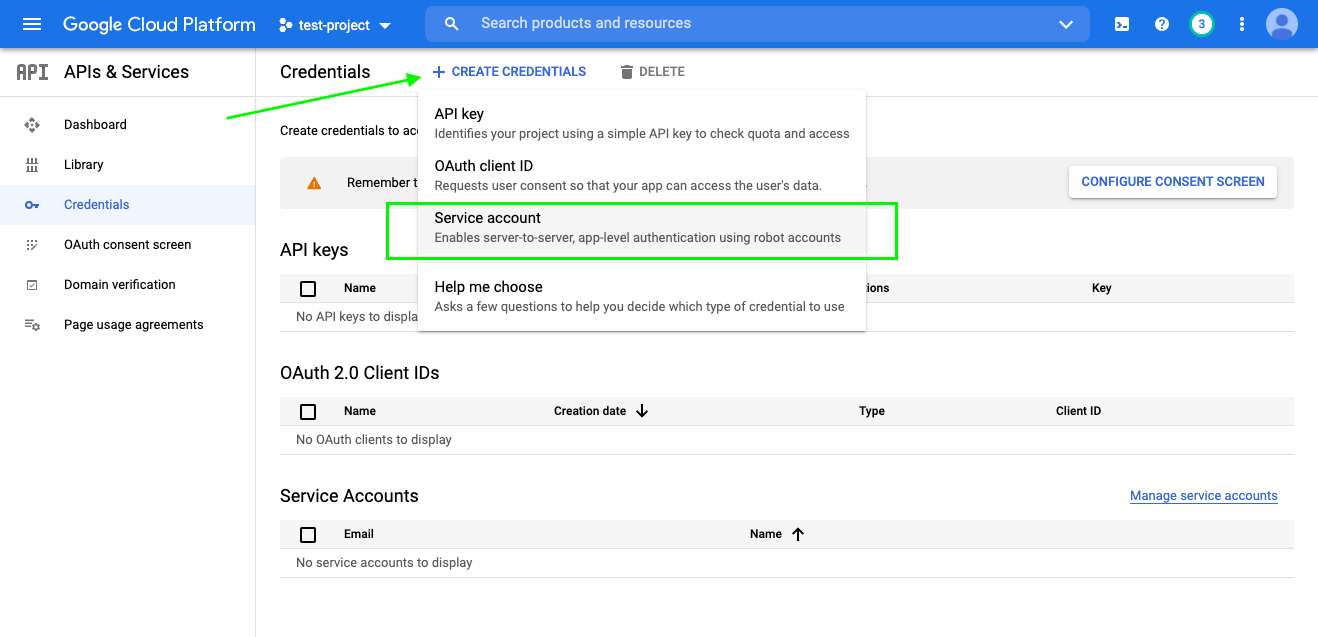 Google Cloud Platform
test-project
Search products and resources
3
API
APIs & Services
Credentials
CREATE CREDENTIALS
DELETE
Dashboard
Library
Credentials
OAuth consent screen
Domain verification
Page usage agreements
Create credentials to
API key
Identifies your project using a simple API key to check quota and access
OAuth client ID
Requests user consent so that your app can access the user's data.
Service account
Enables server-to-server, app-level authentication using robot accounts
Help me choose
Asks a few questions to help you decide which type of credential to use
Remember
CONFIGURE CONSENT SCREEN
API keys
Name
Key
No API keys to
OAuth 2.0 Client IDs
Name
Creation date
Type
Client ID
No OAuth clients to display
Service Accounts
Manage service accounts
Email
Name
No service accounts to display